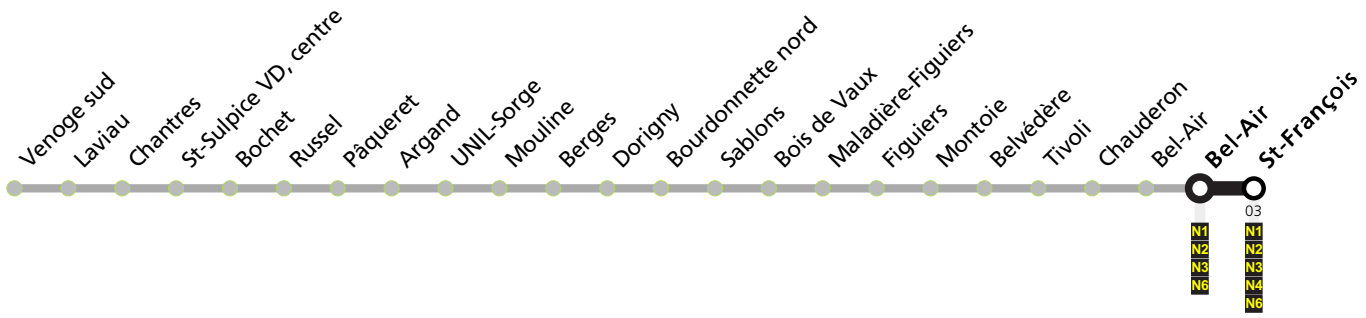 Venoge sud
Laviau
Chantres
St-Sulpice VD, centre
Bochet
Russel
Pâqueret
Argand
UNIL-Sorge
Mouline
Berges
Dorigny
Bourdonnette nord
Sablons
Bois de Vaux
Maladière-Figuiers
Figuiers
Montoie
Belvédère
Tivoli
Chauderon
Bel-Air
Bel-Air
St-François
03
N1
N2
N3
N6
N1
N2
N3
N4
N6